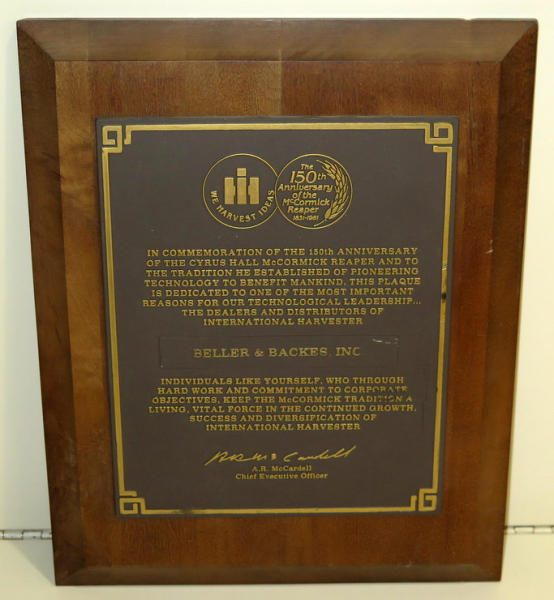 WE HARVEST IDEAS
The
150th
Anniversary
of the
McCormick
Reaper
1831-1981
IN COMMEMORATION OF THE 150th ANNIVERSARY
OF THE CYRUS HALL McCORMICK REAPER AND TO
THE TRADITION HE ESTABLISHED OF PIONEERING
TECHNOLOGY TO BENEFIT MANKIND, THIS PLAQUE
IS DEDICATED TO ONE OF THE MOST IMPORTANT
REASONS FOR OUR TECHNOLOGICAL LEADERSHIP...
THE DEALERS AND DISTRIBUTORS OF
INTERNATIONAL HARVESTER
BELLER & BACKES, INC
INDIVIDUALS LIKE YOURSELF, WHO THROUGH
HARD WORK AND COMMITMENT TO CORPORATE
OBJECTIVES, KEEP THE McCORMICK TRADITION A
LIVING, VITAL FORCE IN THE CONTINUED GROWTH,
SUCCESS AND DIVERSIFICATION OF
INTERNATIONAL HARVESTER
A.R. McCardell
Chief Executive Officer